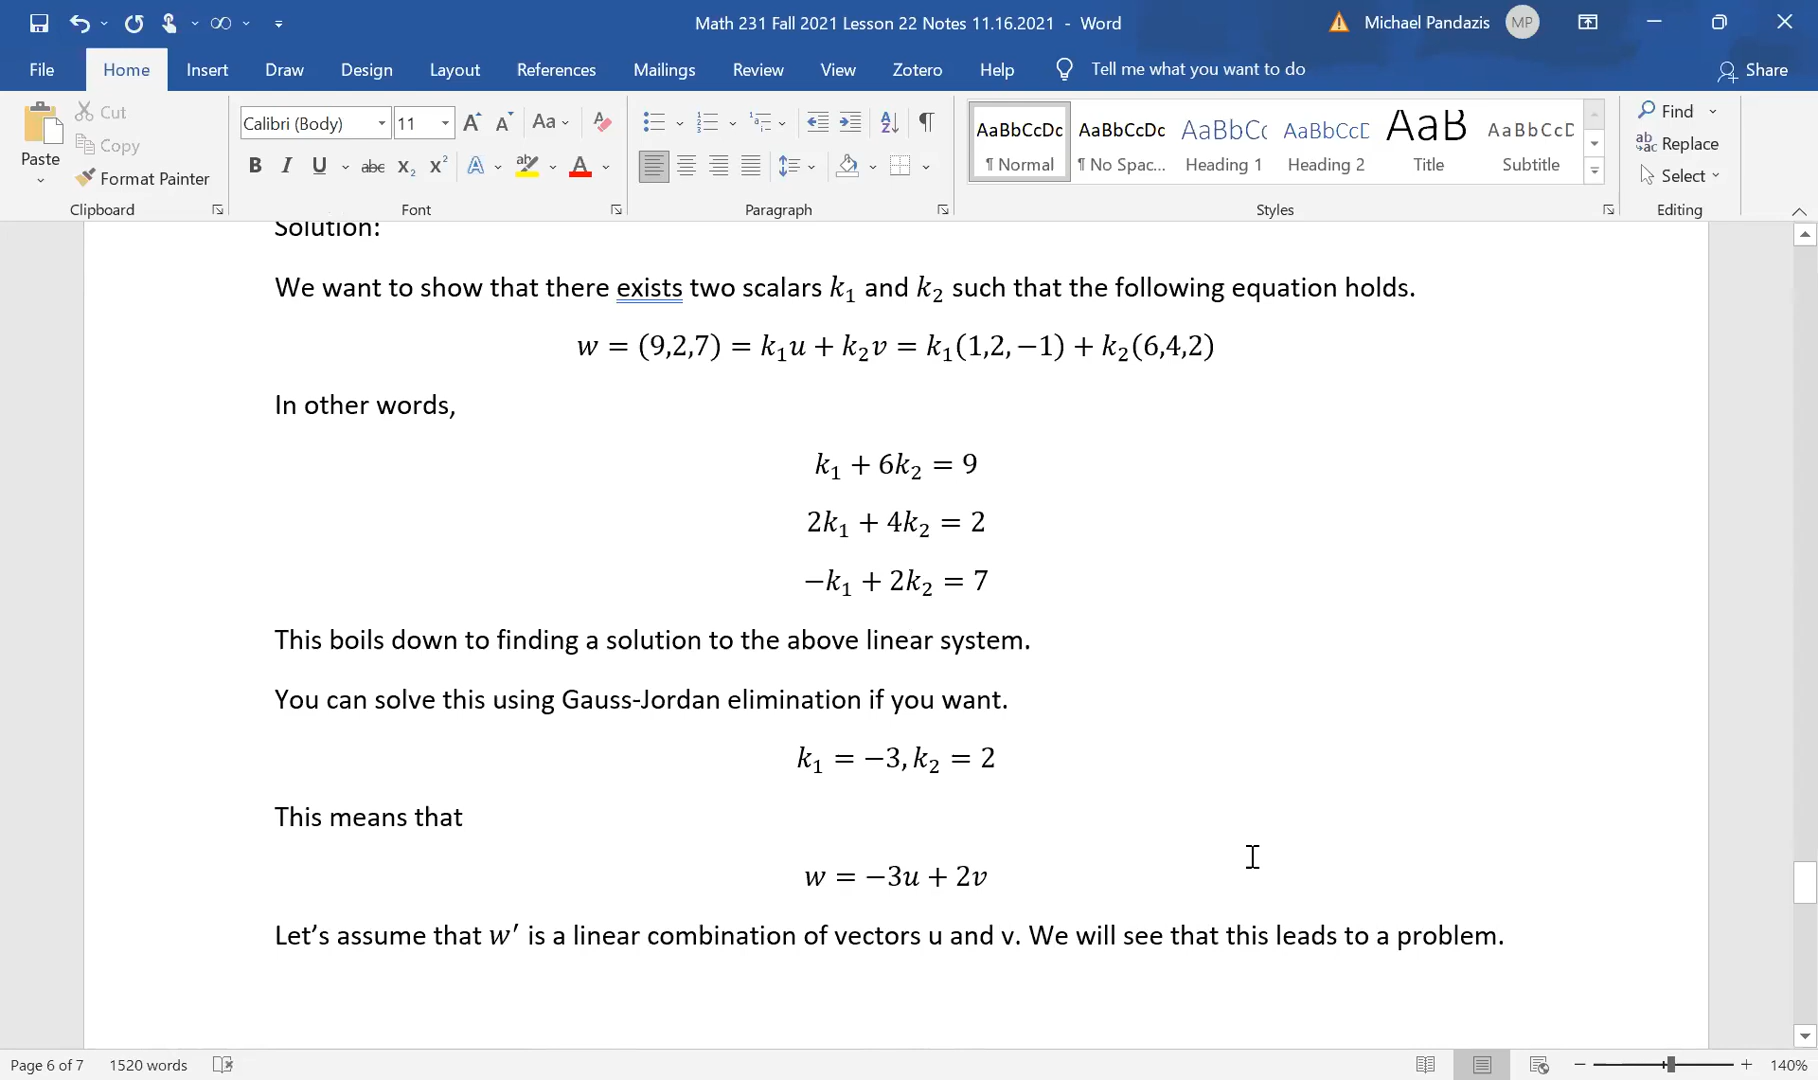 Math 231 Fall 2021 Lesson 22 Notes 11.16.2021 - Word
Michael Pandazis MP
File Home Insert Draw Design Layout References Mailings Review View Zotero Help Tell me what you want to do Share
Paste
Cut
Copy
Format Painter
Clipboard
Calibri (Body) 11
Font
Paragraph
AaBbCcDc AaBbCcDc AaBbCc AaBbCcD AaB AaBbCcD
¶ Normal ¶ No Spac... Heading 1 Heading 2 Title Subtitle
Styles
Find
Replace
Select
Editing
Solution:
We want to show that there exists two scalars k₁ and k₂ such that the following equation holds.
w = (9,2,7) = k₁u + k₂v = k₁(1,2,−1) + k₂(6,4,2)
In other words,
k₁ + 6k₂ = 9
2k₁ + 4k₂ = 2
−k₁ + 2k₂ = 7
This boils down to finding a solution to the above linear system.
You can solve this using Gauss-Jordan elimination if you want.
k₁ = −3, k₂ = 2
This means that
w = −3u + 2v
Let’s assume that w′ is a linear combination of vectors u and v. We will see that this leads to a problem.
Page 6 of 7 1520 words 140%